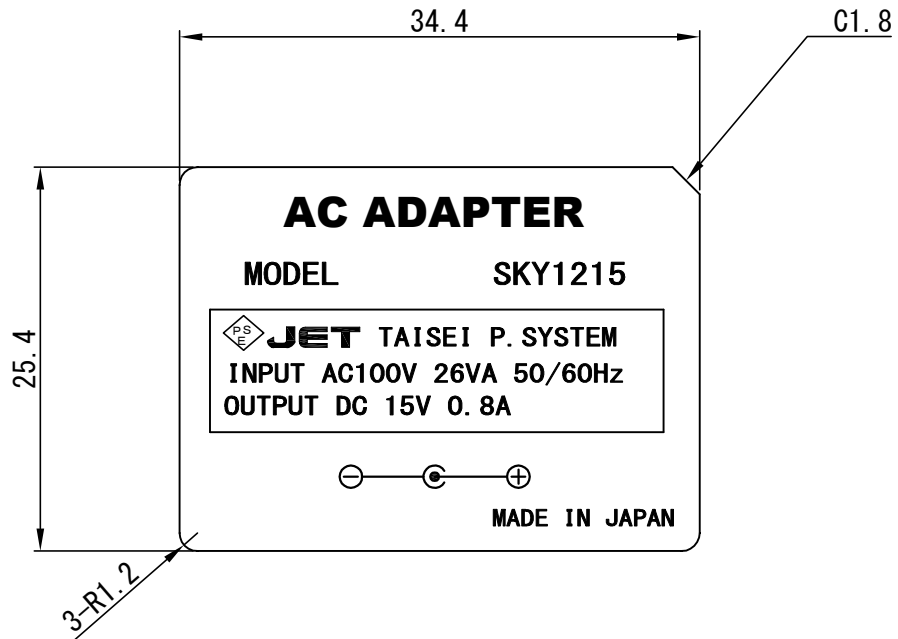 34.4
C1.8
AC ADAPTER
MODEL SKY1215
PS
E
JET TAISEI P.SYSTEM
INPUT AC100V 26VA 50/60Hz
OUTPUT DC 15V 0.8A
MADE IN JAPAN
25.4
3-R1.2